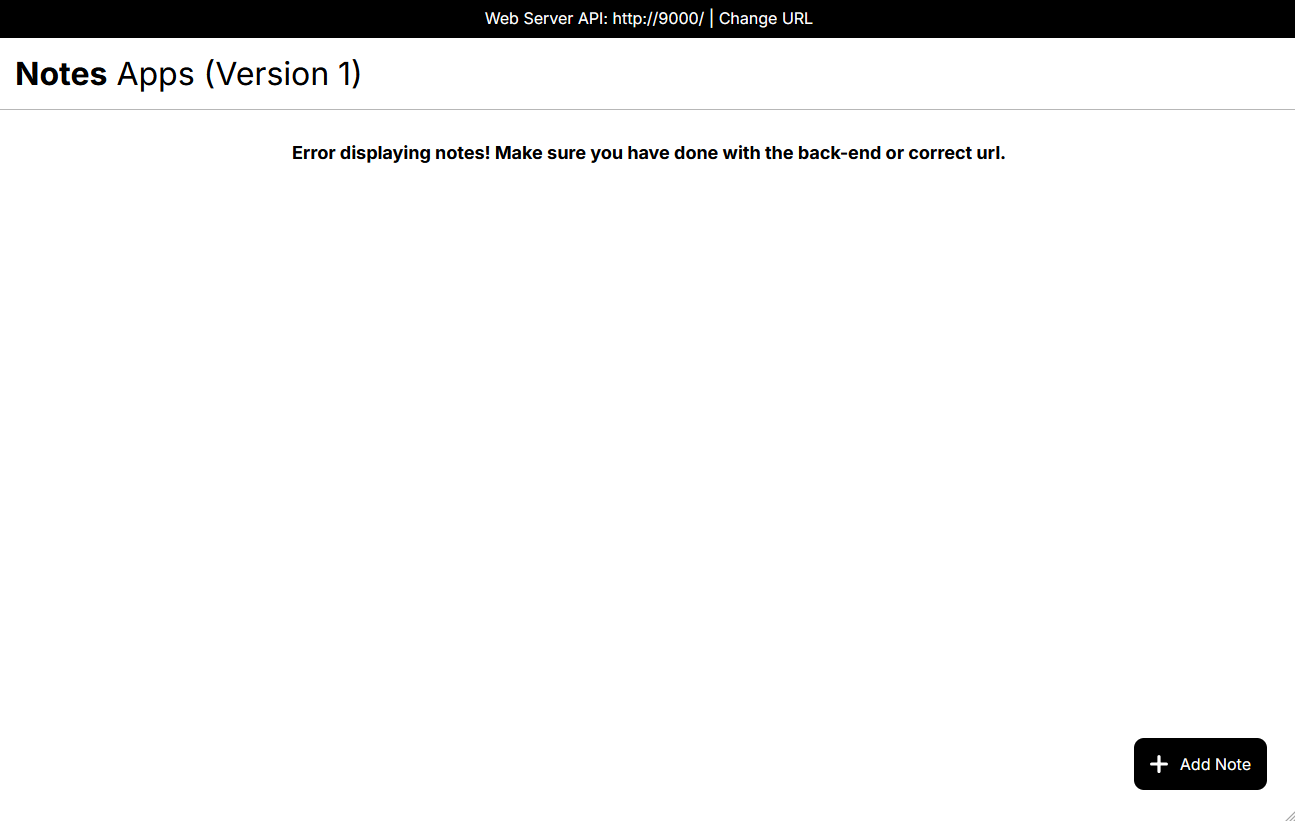 Web Server API: http://9000/ | Change URL
Notes Apps (Version 1)
Error displaying notes! Make sure you have done with the back-end or correct url.
Add Note